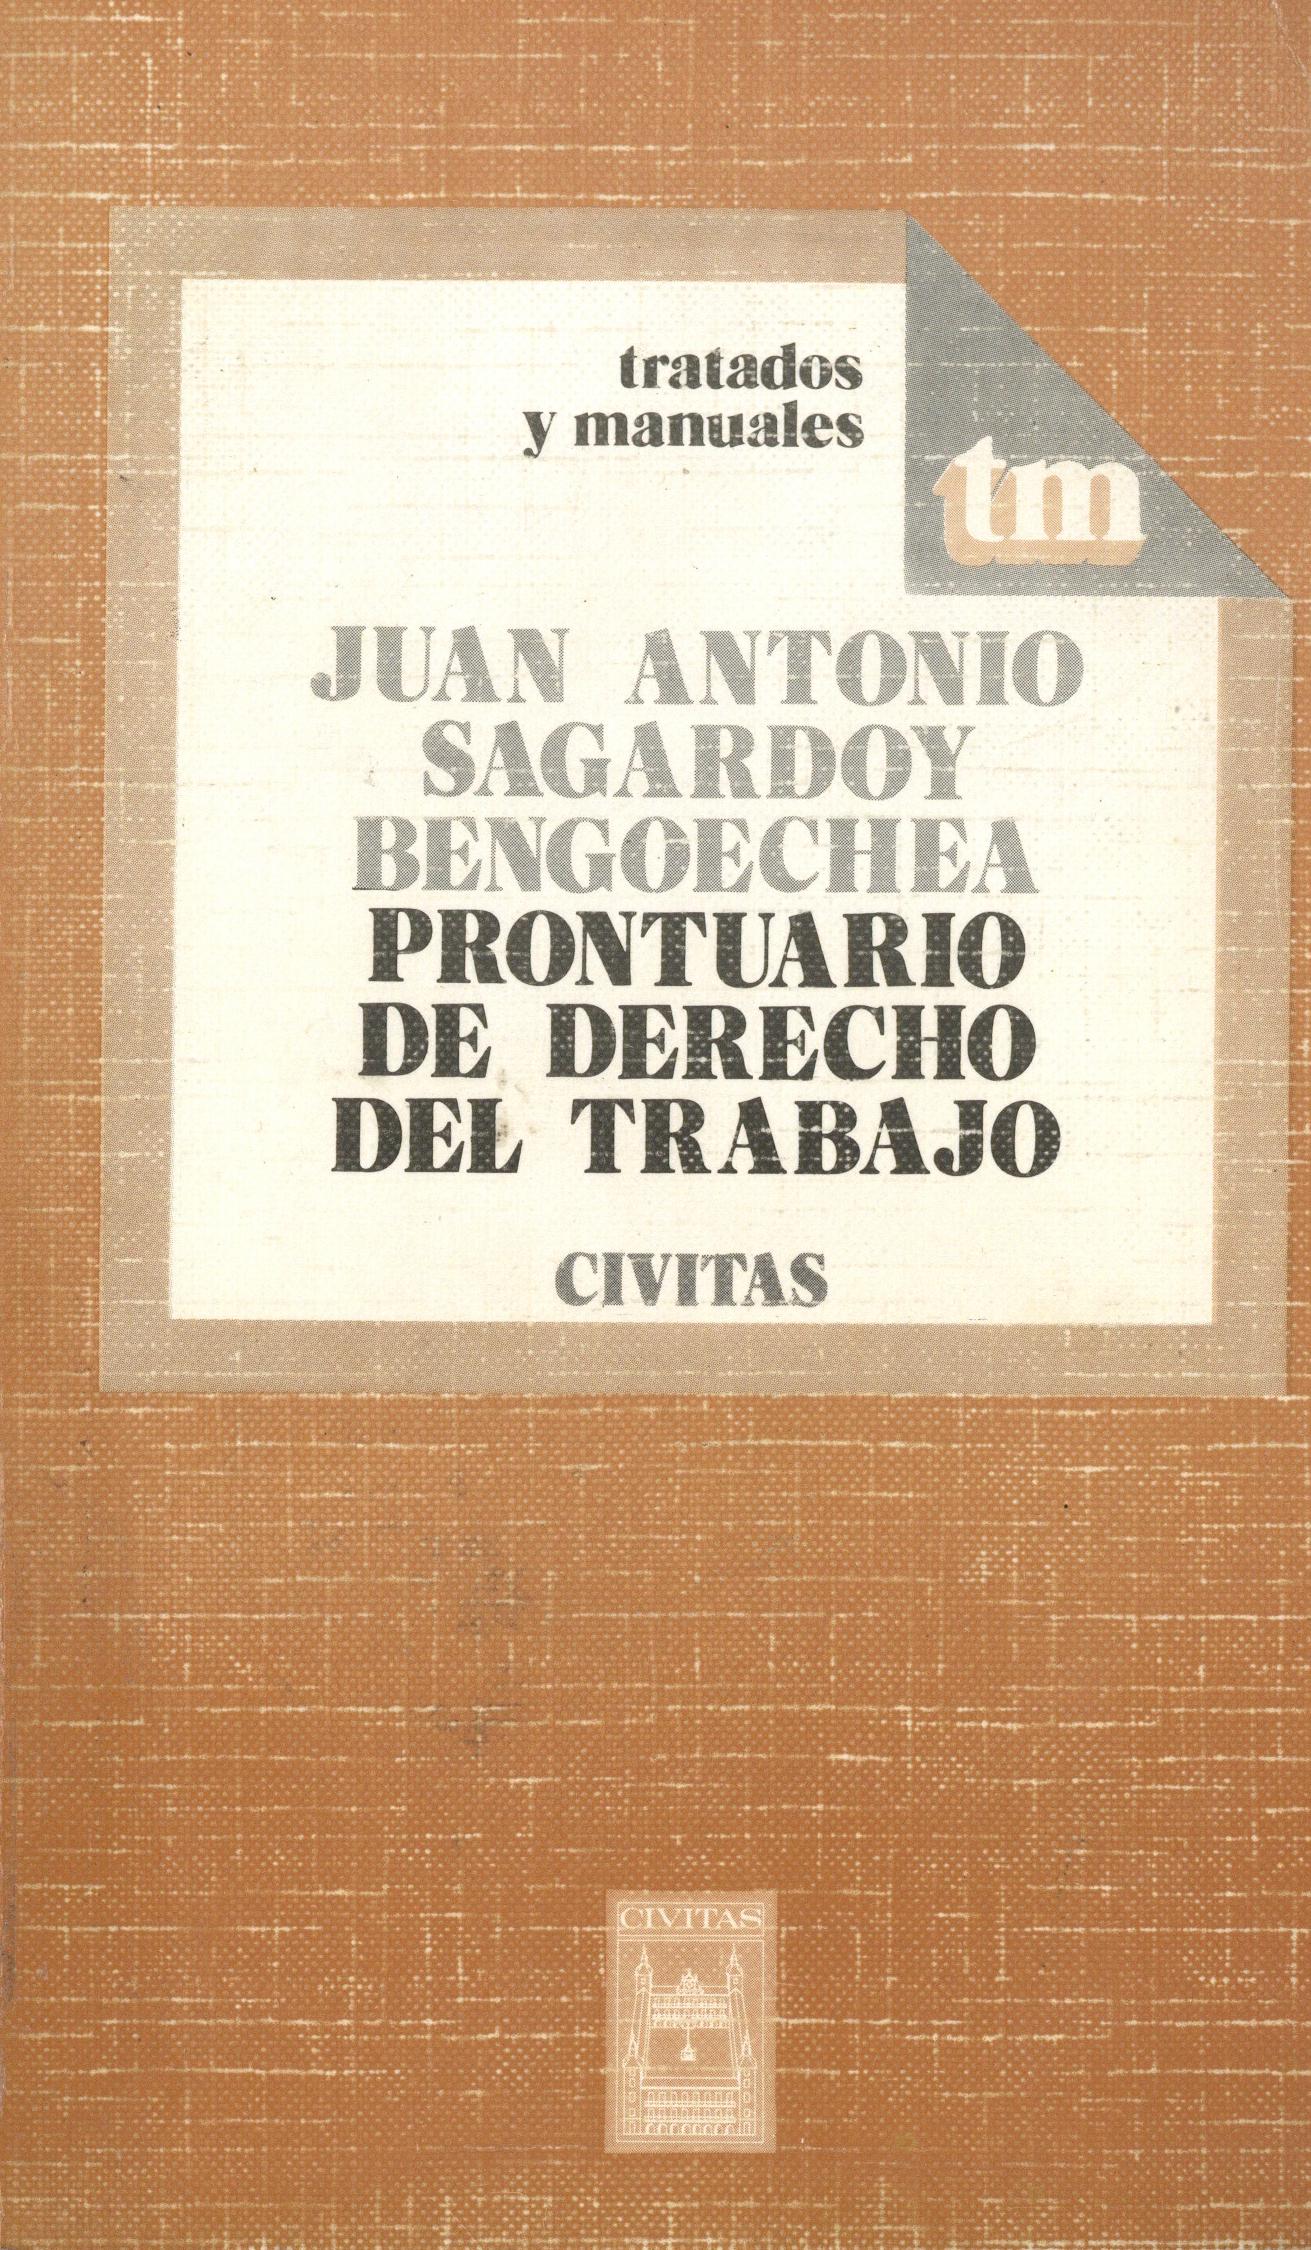 tratados
y manuales
tm
JUAN ANTONIO
SAGARDOY
BENGOECHEA
PRONTUARIO
DE DERECHO
DEL TRABAJO
CIVITAS
CIVITAS